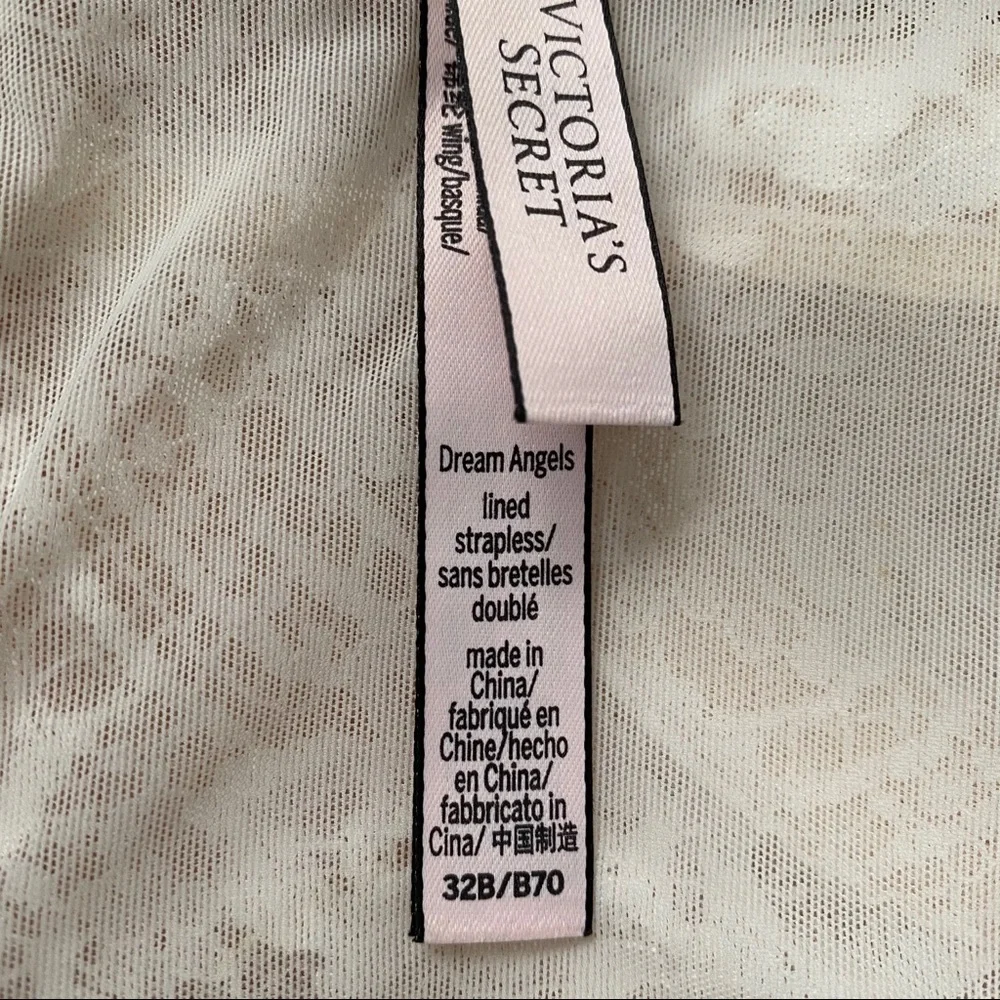 VICTORIA'S
SECRET
wing/basque/
Dream Angels
lined
strapless/
sans bretelles
doublé
made in
China/
fabriqué en
Chine/hecho
en China/
fabbricato in
Cina/ 中国制造
32B/B70